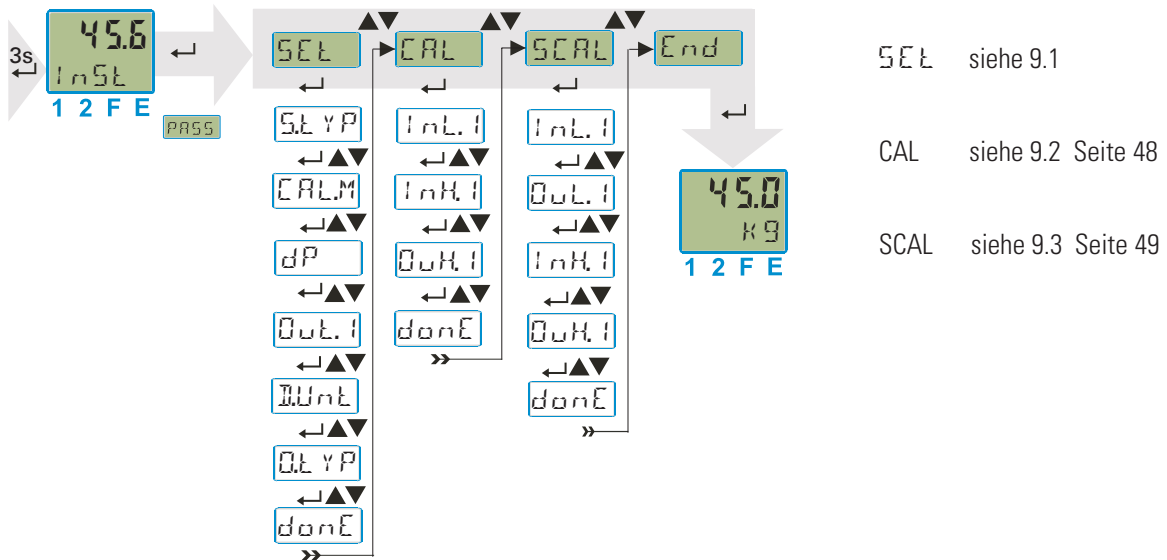 3s
45.6
InSt
1 2 F E
PASS
SEt
S.tYP
CAL.M
dP
Out.1
D.Unt
O.tYP
donE
CAL
InL.1
InH.1
OuH.1
donE
SCAL
InL.1
OuL.1
InH.1
OuH.1
donE
End
45.0
Kg
1 2 F E
SEt siehe 9.1
CAL siehe 9.2 Seite 48
SCAL siehe 9.3 Seite 49